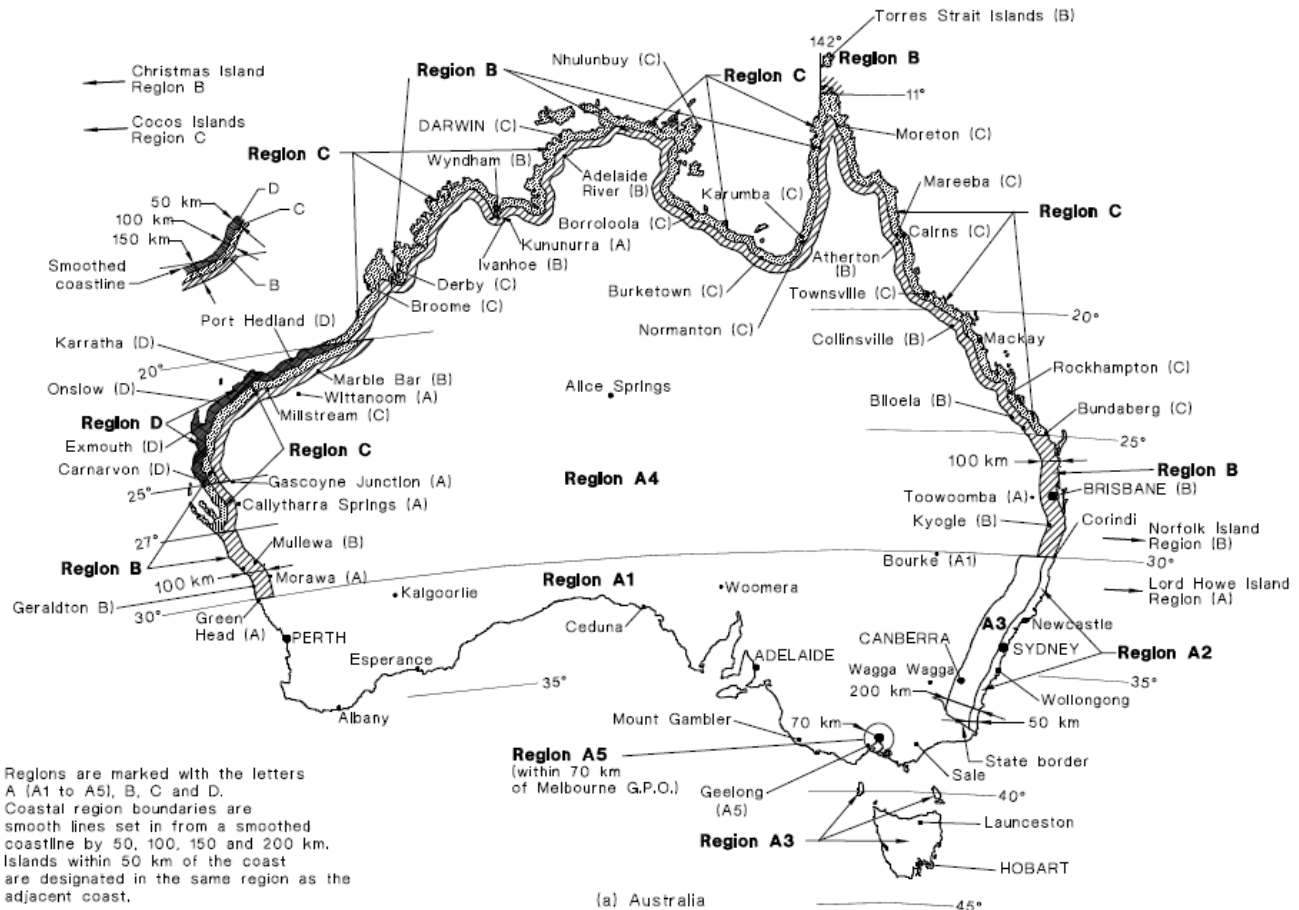 Torres Strait Islands (B)
142°
Region B
Nhulunbuy (C)
Region C
Region B
Christmas Island
Region B
11°
Cocos Islands
Region C
DARWIN (C)
Moreton (C)
Region C
Wyndham (B)
D
50 km
C
100 km
150 km
Adelaide
River (B)
Karumba (C)
Mareeba (C)
Region C
Borroloola (C)
Cairns (C)
Kununurra (A)
Smoothed
coastline
B
Ivanhoe (B)
Atherton
(B)
Derby (C)
Burketown (C)
Townsville (C)
Broome (C)
Port Hedland (D)
Normanton (C)
20°
Collinsville (B)
Mackay
Karratha (D)
20°
Rockhampton (C)
Marble Bar (B)
Alice Springs
Onslow (D)
Wittanoom (A)
Millstream (C)
Biloela (B)
Bundaberg (C)
Region D
Exmouth (D)
Region C
25°
Carnarvon (D)
100 km
Region B
Gascoyne Junction (A)
Region A4
25°
BRISBANE (B)
Toowoomba (A)
Callytharra Springs (A)
Kyogle (B)
Corindi
27°
Norfolk Island
Region (B)
Mullewa (B)
Bourke (A1)
30°
Region B
100 km
Morawa (A)
Region A1
Woomera
Lord Howe Island
Region (A)
Kalgoorlie
Geraldton B)
30°
Green
Head (A)
Ceduna
A3
Newcastle
PERTH
CANBERRA
SYDNEY
Region A2
Esperance
ADELAIDE
Wagga Wagga
35°
35°
200 km
Wollongong
Albany
Mount Gambier
70 km
50 km
State border
Region A5
(within 70 km
of Melbourne G.P.O.)
Sale
Geelong
(A5)
40°
Launceston
Region A3
HOBART
Regions are marked with the letters
A (A1 to A5), B, C and D.
Coastal region boundaries are
smooth lines set in from a smoothed
coastline by 50, 100, 150 and 200 km.
Islands within 50 km of the coast
are designated in the same region as the
adjacent coast.
(a) Australia
45°